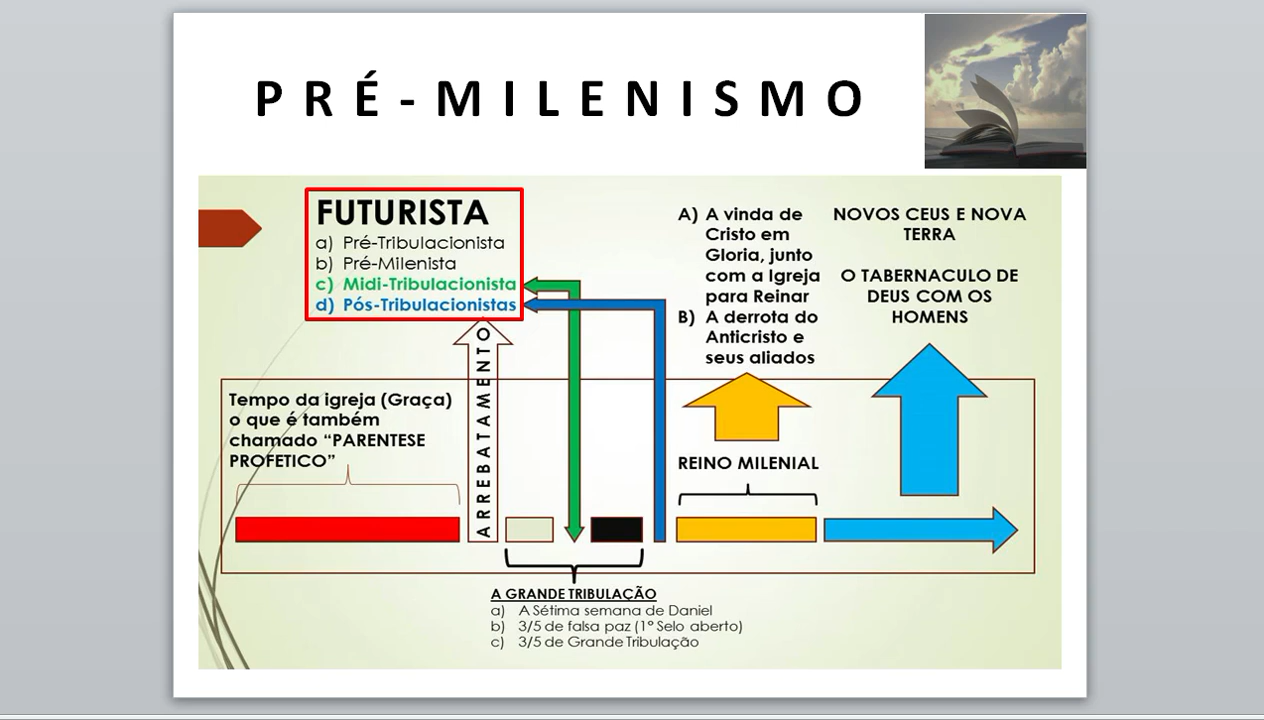 PRÉ-MILENISMO
FUTURISTA
a) Pré-Tribulacionista
b) Pré-Milenista
c) Midi-Tribulacionista
d) Pós-Tribulacionistas
A) A vinda de
Cristo em
Gloria, junto
com a Igreja
para Reinar
B) A derrota do
Anticristo e
seus aliados
NOVOS CEUS E NOVA
TERRA
O TABERNACULO DE
DEUS COM OS
HOMENS
Tempo da igreja (Graça)
o que é também
chamado “PARENTESE
PROFETICO”
ARREBATAMENTO
REINO MILENIAL
A GRANDE TRIBULAÇÃO
a) A Sétima semana de Daniel
b) 3/5 de falsa paz (1° Selo aberto)
c) 3/5 de Grande Tribulação